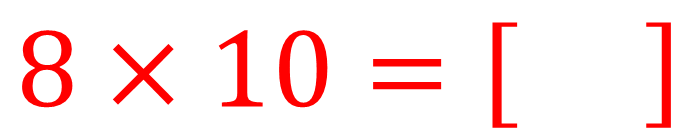 8 × 10 = [ ]